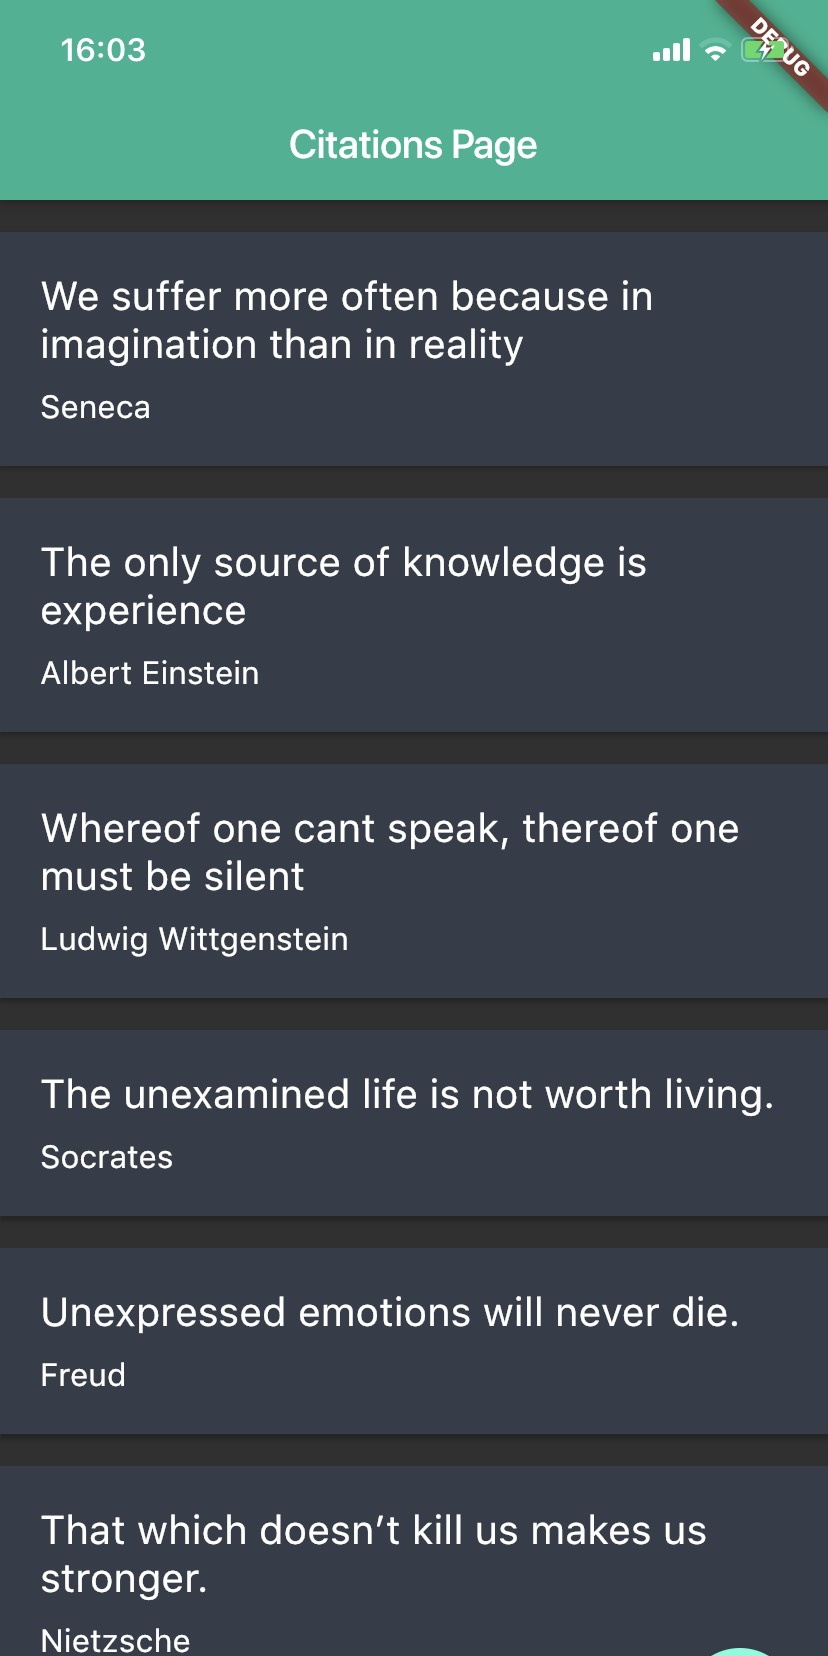 16:03
DEBUG
Citations Page
We suffer more often because in
imagination than in reality
Seneca
The only source of knowledge is
experience
Albert Einstein
Whereof one cant speak, thereof one
must be silent
Ludwig Wittgenstein
The unexamined life is not worth living.
Socrates
Unexpressed emotions will never die.
Freud
That which doesn’t kill us makes us
stronger.
Nietzsche